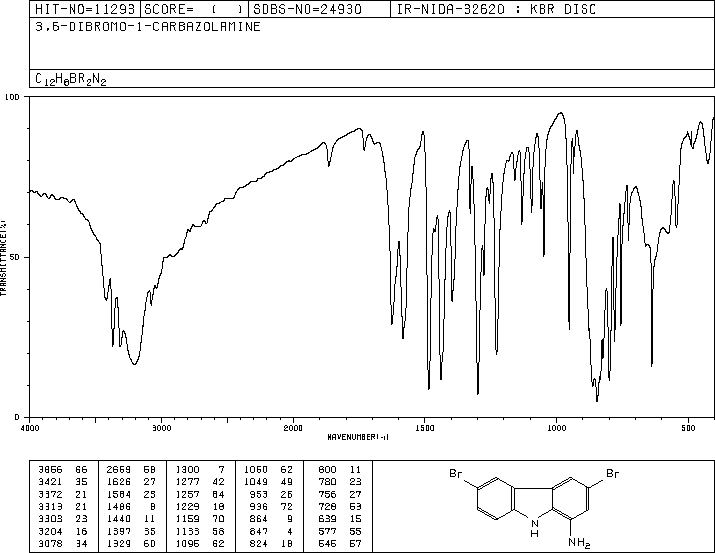 HIT-NO=11293 SCORE= ( ) SDBS-NO=24930 IR-NIDA-32620 : KBR DISC
3,6-DIBROMO-1-CARBAZOLAMINE
C12H8BR2N2
100
50
0
TRANSMITTANCE(%)
4000 3000 2000 1500 1000 500
WAVENUMBER(-1)
3866 66 2669 58 1300 7 1060 62 800 11
3421 35 1626 27 1277 42 1049 49 780 23
3372 21 1584 23 1257 64 953 26 756 27
3313 21 1486 8 1229 18 936 72 728 53
3303 23 1440 11 1159 70 864 9 639 15
3204 16 1397 35 1133 58 847 4 577 55
3078 34 1329 60 1095 62 824 18 545 57
Br Br
N
H
NH2